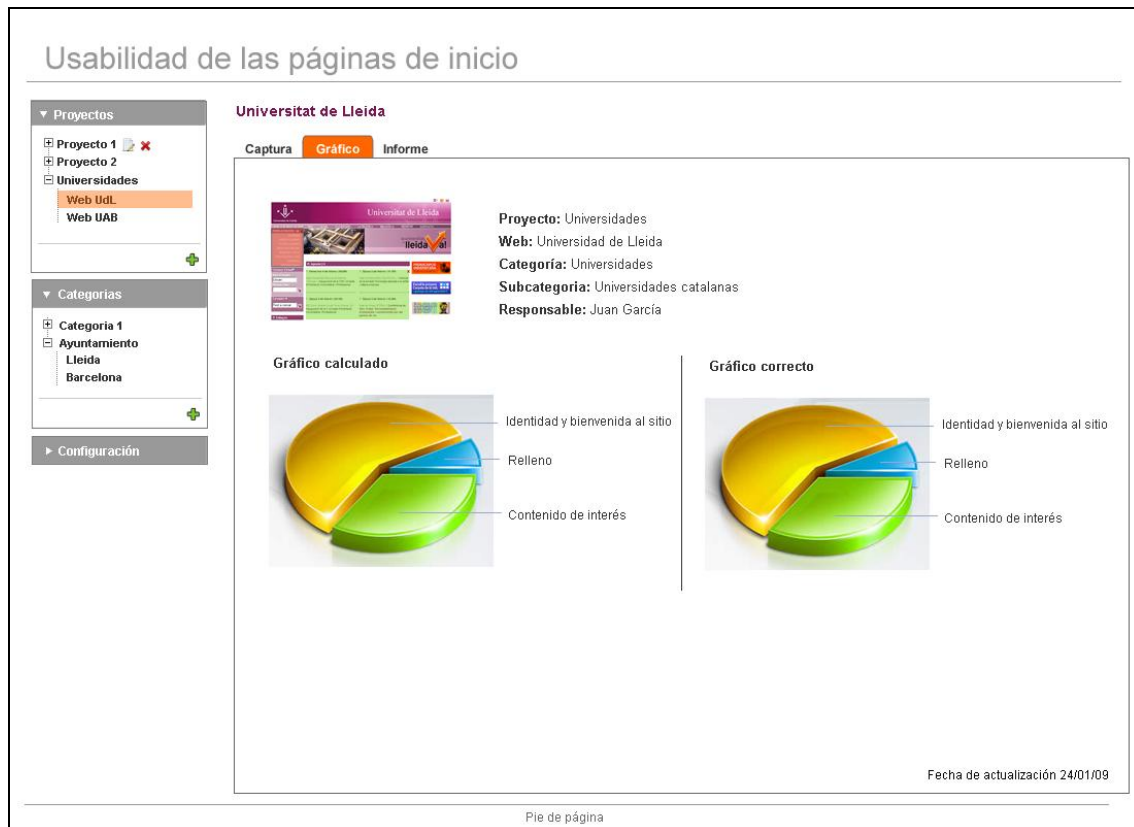 Usabilidad de las páginas de inicio
Proyectos
Proyecto 1
Proyecto 2
Universidades
Web UdL
Web UAB
Categorias
Categoria 1
Ayuntamiento
Lleida
Barcelona
Configuración
Universitat de Lleida
Captura Gráfico Informe
Universitat de Lleida
lleida
Proyecto: Universidades
Web: Universidad de Lleida
Categoría: Universidades
Subcategoria: Universidades catalanas
Responsable: Juan García
Gráfico calculado
Identidad y bienvenida al sitio
Relleno
Contenido de interés
Gráfico correcto
Identidad y bienvenida al sitio
Relleno
Contenido de interés
Fecha de actualización 24/01/09
Pie de página